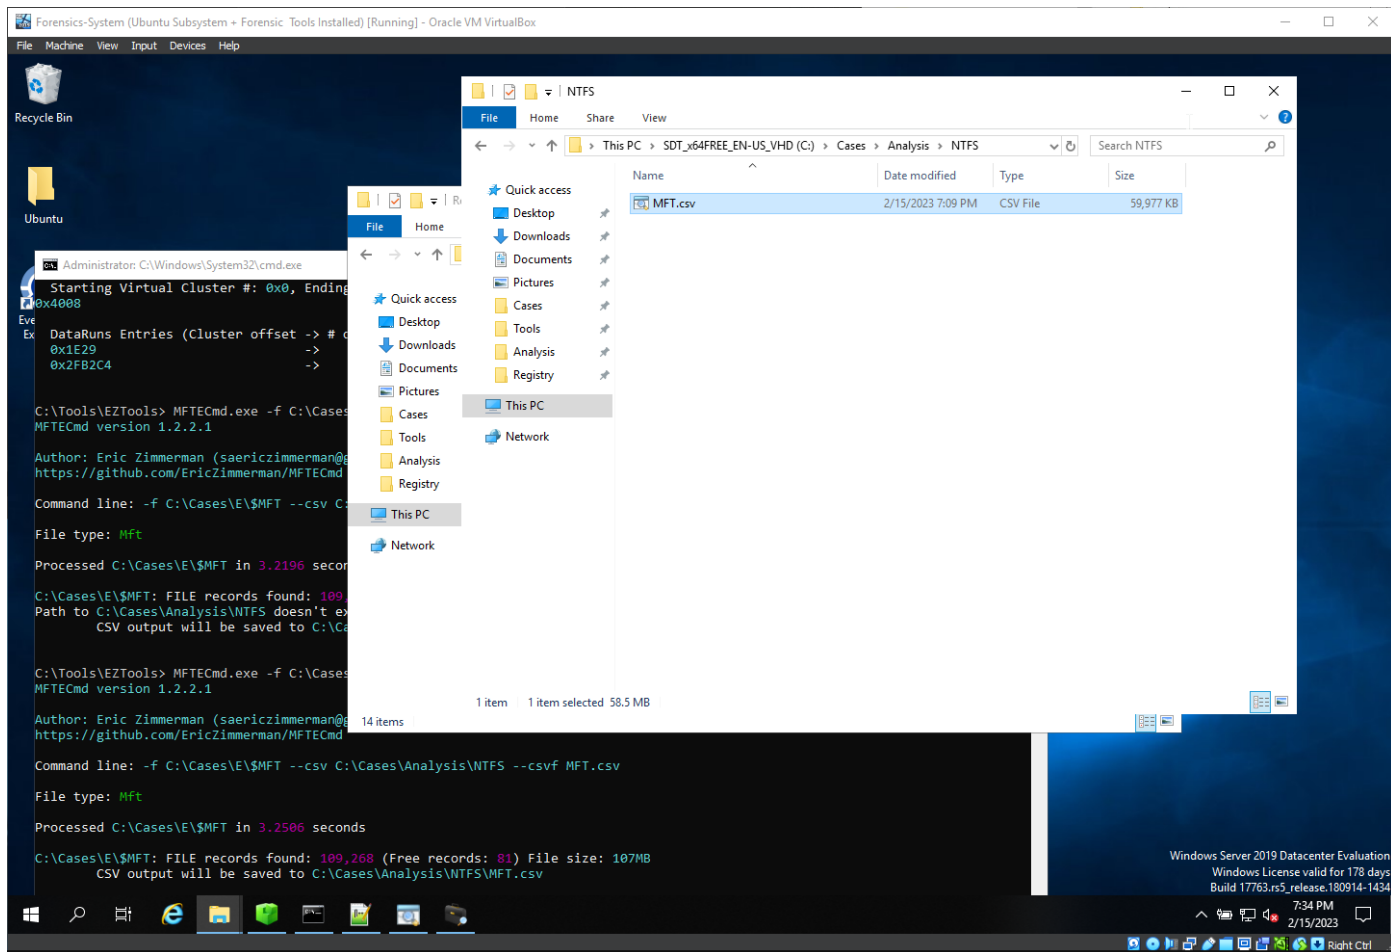 Forensics-System (Ubuntu Subsystem + Forensic Tools Installed) [Running] - Oracle VM VirtualBox
File Machine View Input Devices Help
Recycle Bin
Ubuntu
Eve
Ex
NTFS
File Home Share View
This PC > SDT_x64FREE_EN-US_VHD (C:) > Cases > Analysis > NTFS
Search NTFS
Name Date modified Type Size
MFT.csv 2/15/2023 7:09 PM CSV File 59,977 KB
Quick access
Desktop
Downloads
Documents
Pictures
Cases
Tools
Analysis
Registry
This PC
Network
1 item 1 item selected 58.5 MB
File Home
Quick access
Desktop
Downloads
Documents
Pictures
Cases
Tools
Analysis
Registry
This PC
Network
14 items
Administrator: C:\Windows\System32\cmd.exe
Starting Virtual Cluster #: 0x0, Ending
0x4008
DataRuns Entries (Cluster offset -> #
0x1E29 ->
0x2FB2C4 ->
C:\Tools\EZTools> MFTECmd.exe -f C:\Cases
MFTECmd version 1.2.2.1
Author: Eric Zimmerman (saericzimmerman@g
https://github.com/EricZimmerman/MFTECmd
Command line: -f C:\Cases\E\$MFT --csv C:
File type: Mft
Processed C:\Cases\E\$MFT in 3.2196 secon
C:\Cases\E\$MFT: FILE records found: 109,
Path to C:\Cases\Analysis\NTFS doesn't ex
CSV output will be saved to C:\Ca
C:\Tools\EZTools> MFTECmd.exe -f C:\Cases
MFTECmd version 1.2.2.1
Author: Eric Zimmerman (saericzimmerman@g
https://github.com/EricZimmerman/MFTECmd
Command line: -f C:\Cases\E\$MFT --csv C:\Cases\Analysis\NTFS --csvf MFT.csv
File type: Mft
Processed C:\Cases\E\$MFT in 3.2506 seconds
C:\Cases\E\$MFT: FILE records found: 109,268 (Free records: 81) File size: 107MB
CSV output will be saved to C:\Cases\Analysis\NTFS\MFT.csv
Windows Server 2019 Datacenter Evaluation
Windows License valid for 178 days
Build 17763.rs5_release.180914-1434
7:34 PM
2/15/2023
Right Ctrl